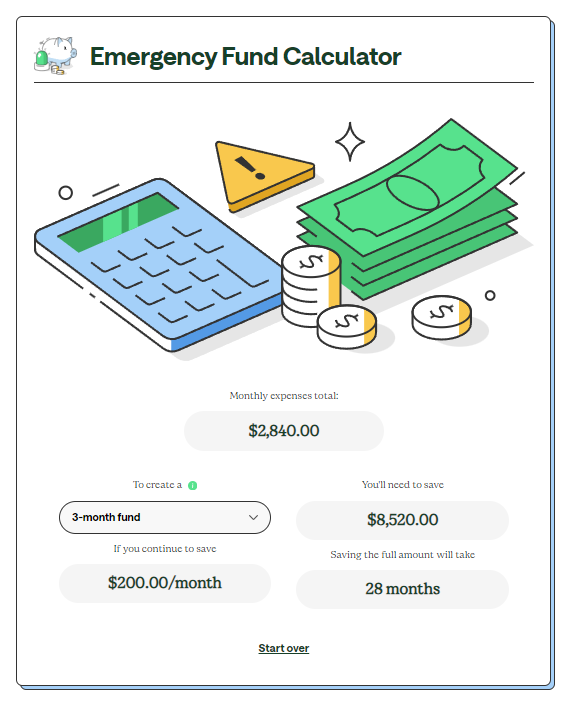 Emergency Fund Calculator
Monthly expenses total:
$2,840.00
To create a
3-month fund
You'll need to save
$8,520.00
If you continue to save
$200.00/month
Saving the full amount will take
28 months
Start over